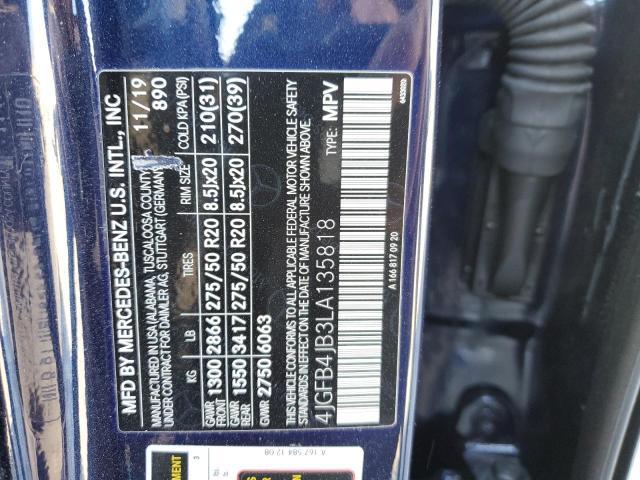 MFD BY MERCEDES-BENZ U.S. INTL., INC
MANUFACTURED IN USA (ALABAMA, TUSCALOOSA COUNTY)
UNDER CONTRACT FOR DAIMLER AG, STUTTGART (GERMANY)
11/19
890
KG LB TIRES RIM SIZE COLD KPA (PSI)
GAWR FRONT 1300 2866 275/50 R20 8.5Jx20 210(31)
GAWR REAR 1550 3417 275/50 R20 8.5Jx20 270(39)
GVWR 2750 6063
THIS VEHICLE CONFORMS TO ALL APPLICABLE FEDERAL MOTOR VEHICLE SAFETY
STANDARDS IN EFFECT ON THE DATE OF MANUFACTURE SHOWN ABOVE.
4JGFB4JB3LA135818 TYPE: MPV
A 166 817 09 20
6433020
A 167 584 12 08